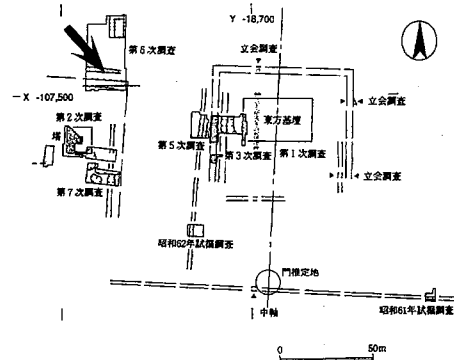 Y -18,700
第6次調査
立会調査
X -107,500
立会調査
第2次調査
東方基壇
塔
第5次調査
第3次調査
第1次調査
第7次調査
立会調査
昭和62年試掘調査
門推定地
中軸
昭和61年試掘調査
0
50m